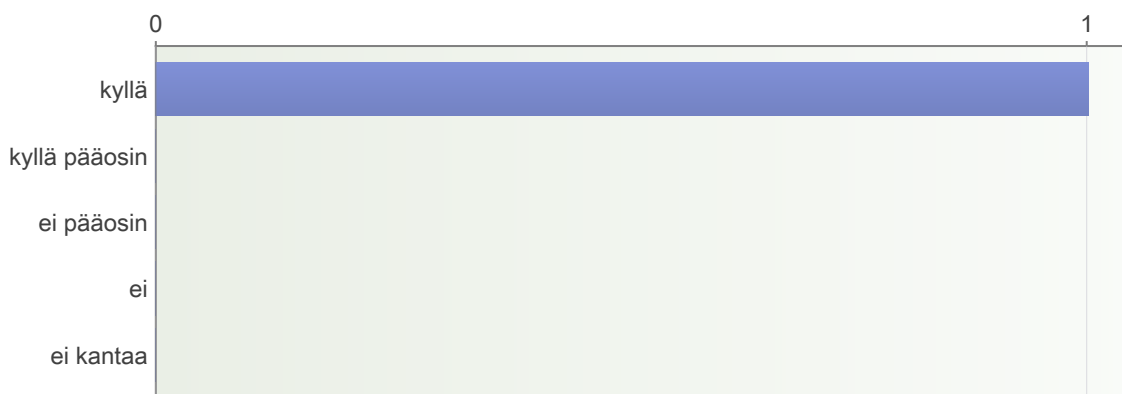 0 1
kyllä
kyllä pääosin
ei pääosin
ei
ei kantaa